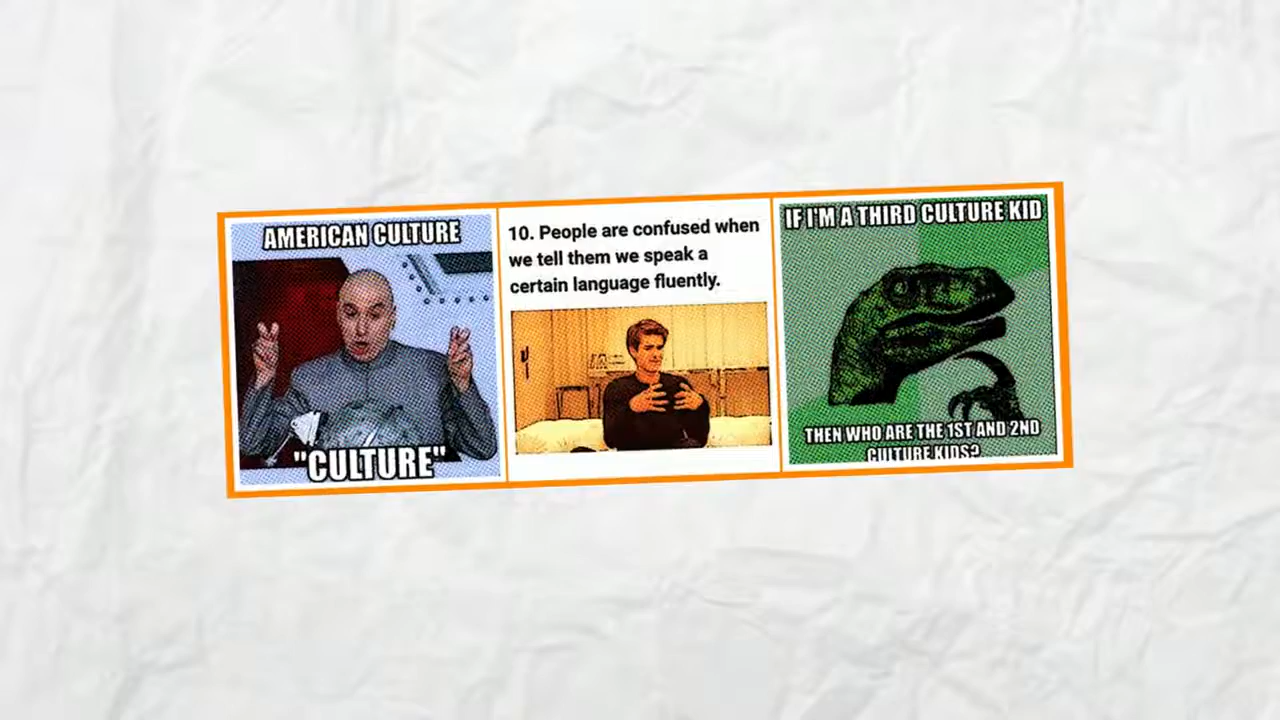 AMERICAN CULTURE
"CULTURE"
10. People are confused when
we tell them we speak a
certain language fluently.
IF I'M A THIRD CULTURE KID
THEN WHO ARE THE 1ST AND 2ND
CULTURE KIDS?